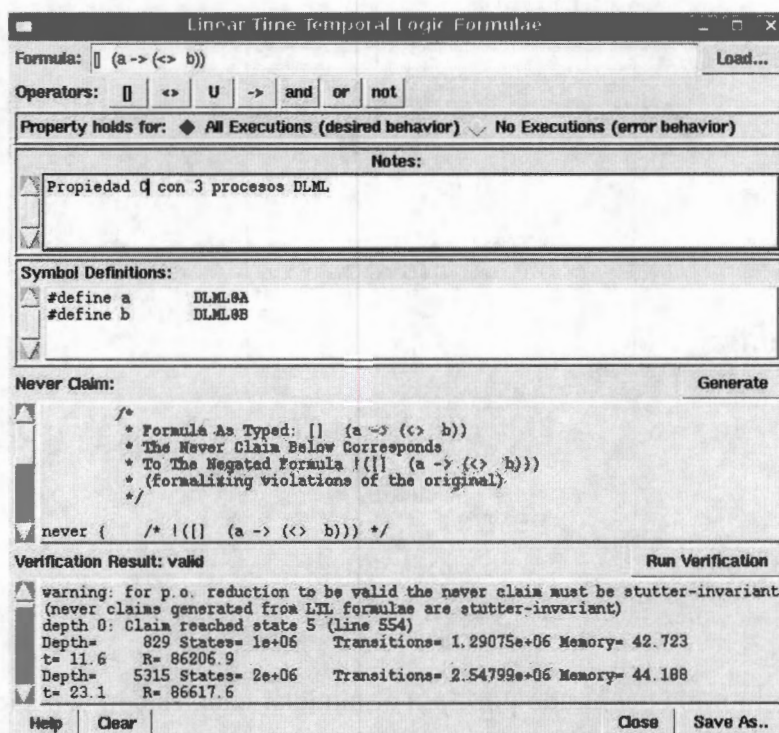 Linear Time Temporal Logic Formulae
Formula: [] (a -> (<> b))
Load...
Operators: [] <> U -> and or not
Property holds for: All Executions (desired behavior) No Executions (error behavior)
Notes:
Propiedad 0 con 3 procesos DLML
Symbol Definitions:
#define a DLML@A
#define b DLML@B
Never Claim:
Generate
/*
* Formula As Typed: [] (a -> (<> b))
* The Never Claim Below Corresponds
* To The Negated Formula !([] (a -> (<> b)))
* (formalizing violations of the original)
*/
never { /* !([] (a -> (<> b))) */
Verification Result: valid
Run Verification
warning: for p.o. reduction to be valid the never claim must be stutter-invariant
(never claims generated from LTL formulae are stutter-invariant)
depth 0: Claim reached state 5 (line 554)
Depth= 829 States= 1e+06 Transitions= 1.29075e+06 Memory= 42.723
t= 11.6 R= 86206.9
Depth= 5315 States= 2e+06 Transitions= 2.54799e+06 Memory= 44.188
t= 23.1 R= 86617.6
Help
Clear
Close
Save As..